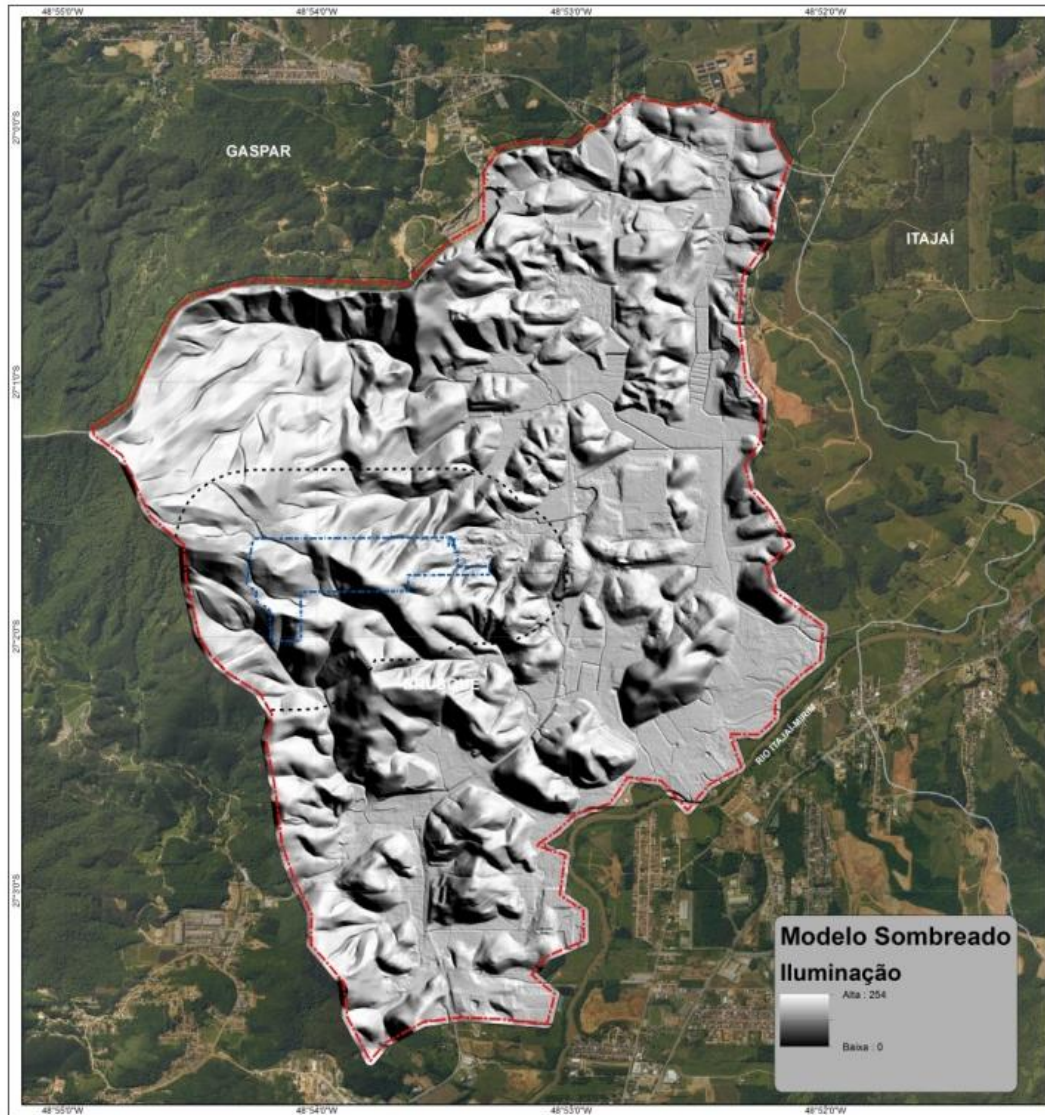 48°55'0"W 48°54'0"W 48°53'0"W 48°52'0"W
27°0'0"S
GASPAR
ITAJAÍ
27°1'0"S
27°2'0"S
RIO ITAJAÍ-MIRIM
27°3'0"S
Modelo Sombreado
Iluminação
Alta : 254
Baixa : 0
48°55'0"W 48°54'0"W 48°53'0"W 48°52'0"W